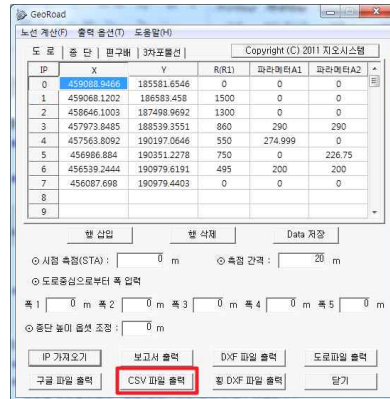 GeoRoad
노선 계산(F) 출력 옵션(T) 도움말(H)
도 로 종 단 편구배 3차포물선 Copyright (C) 2011 지오시스템
IP X Y R(R1) 파라메터A1 파라메터A2
0 459088.9466 185581.6546 0 0 0
1 459068.1202 186583.458 1500 0 0
2 458646.1003 187498.9692 1300 0 0
3 457973.8485 188539.3551 860 290 290
4 457563.8092 190197.0646 550 274.999 0
5 456986.884 190351.2278 750 0 226.75
6 456539.2444 190979.6191 495 200 200
7 456087.698 190979.4403 0 0 0
8
9
행 삽입 행 삭제 Data 저장
⊙ 시점 측점(STA) : 0 m ⊙ 측점 간격 : 20 m
⊙ 도로중심으로부터 폭 입력
폭 1 0 m 폭 2 0 m 폭 3 0 m 폭 4 0 m 폭 5 0 m
⊙ 종단 높이 옵셋 조정 : 0 m
IP 가져오기 보고서 출력 DXF 파일 출력 도로파일 출력
구글 파일 출력 CSV 파일 출력 횡 DXF 파일 출력 닫기